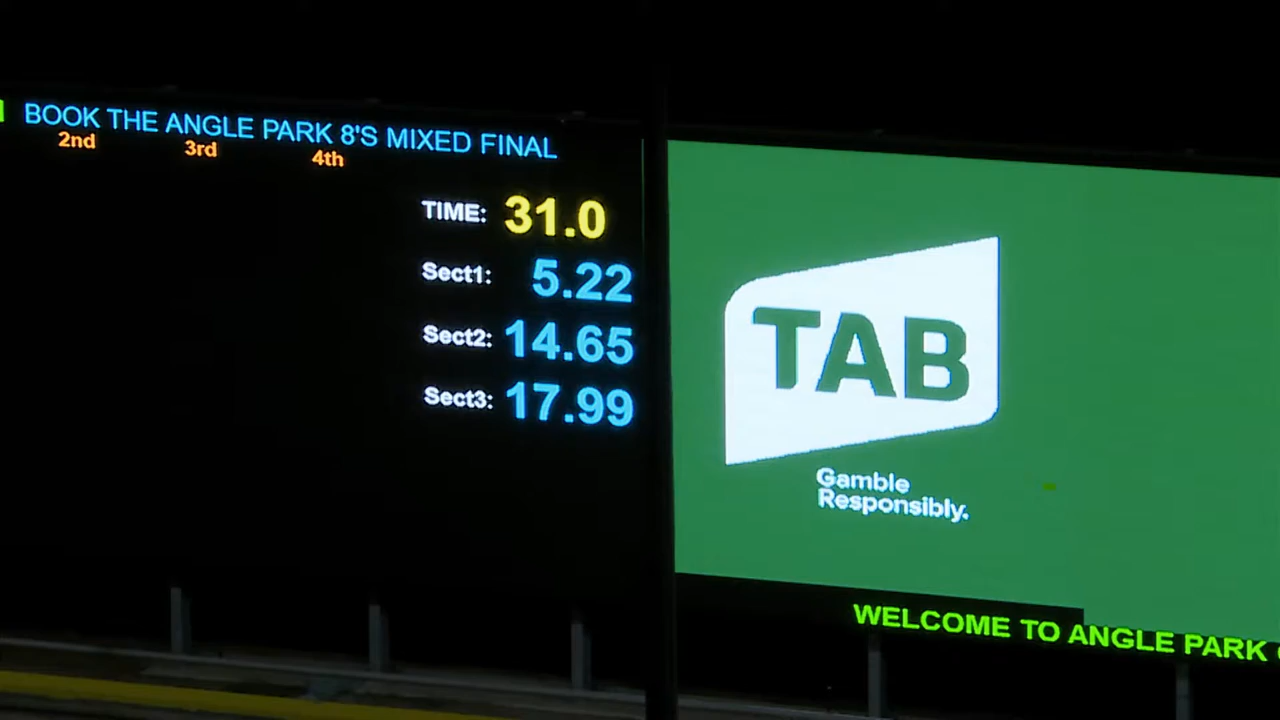 BOOK THE ANGLE PARK 8'S MIXED FINAL
2nd 3rd 4th
TIME: 31.0
Sect1: 5.22
Sect2: 14.65
Sect3: 17.99
TAB
Gamble
Responsibly.
WELCOME TO ANGLE PARK